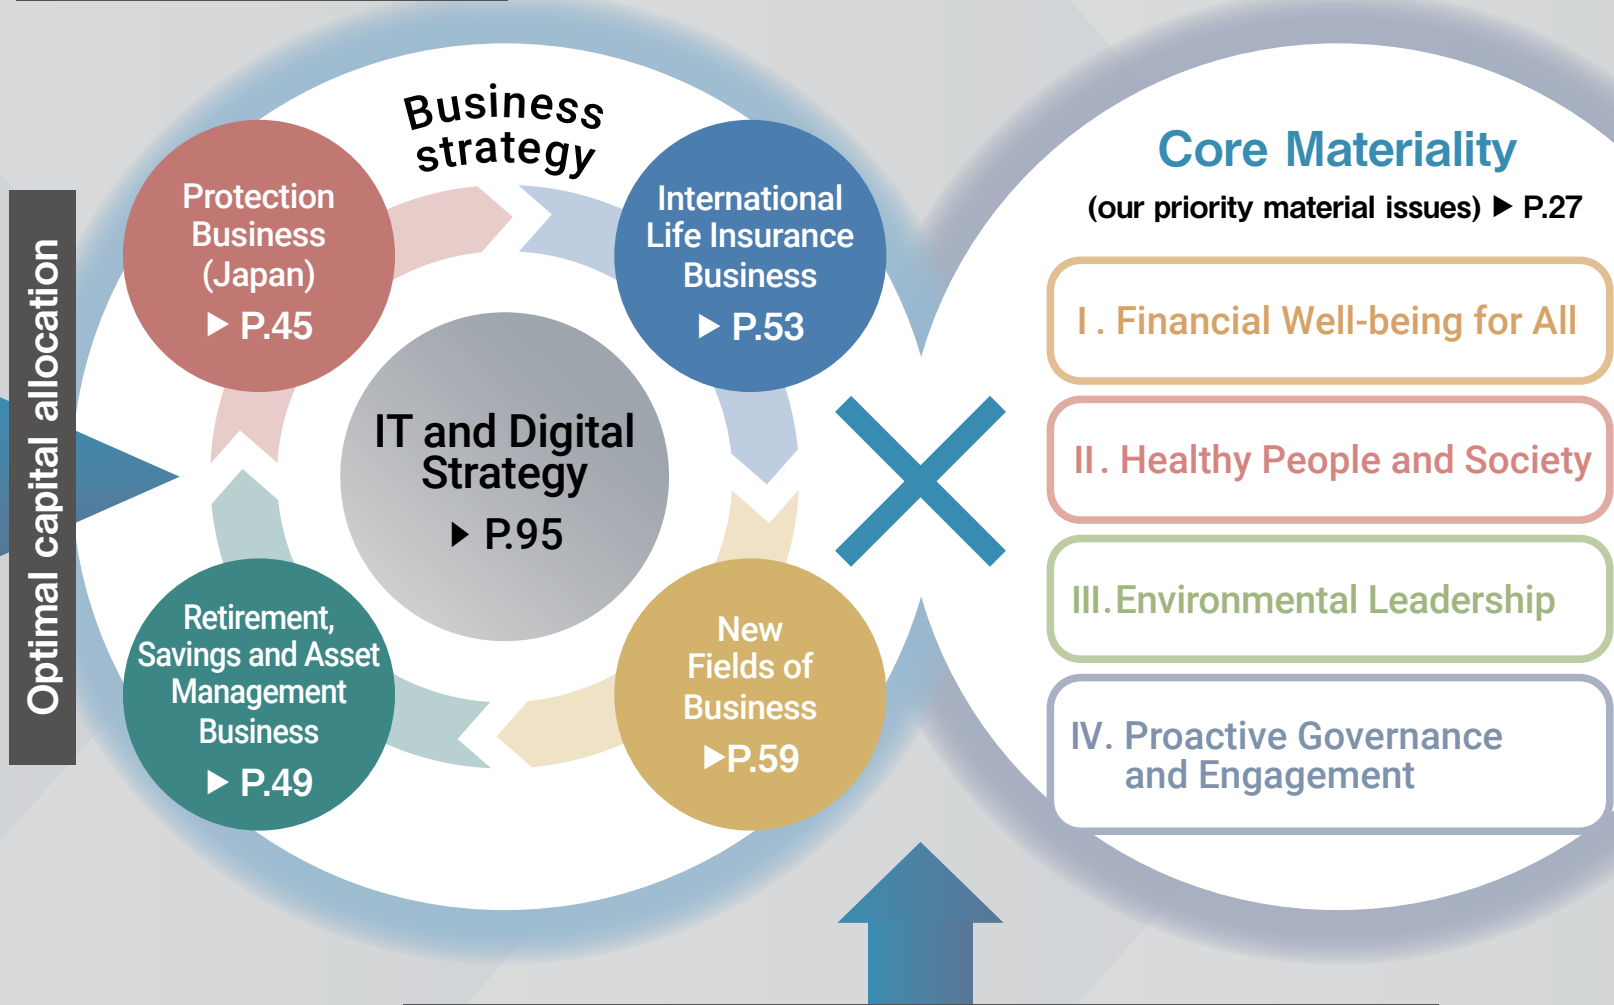 Optimal capital allocation
Business
strategy
Protection
Business
(Japan)
▶ P.45
International
Life Insurance
Business
▶ P.53
IT and Digital
Strategy
▶ P.95
Retirement,
Savings and Asset
Management
Business
▶ P.49
New
Fields of
Business
▶P.59
Core Materiality
(our priority material issues) ▶ P.27
I. Financial Well-being for All
II. Healthy People and Society
III. Environmental Leadership
IV. Proactive Governance
and Engagement